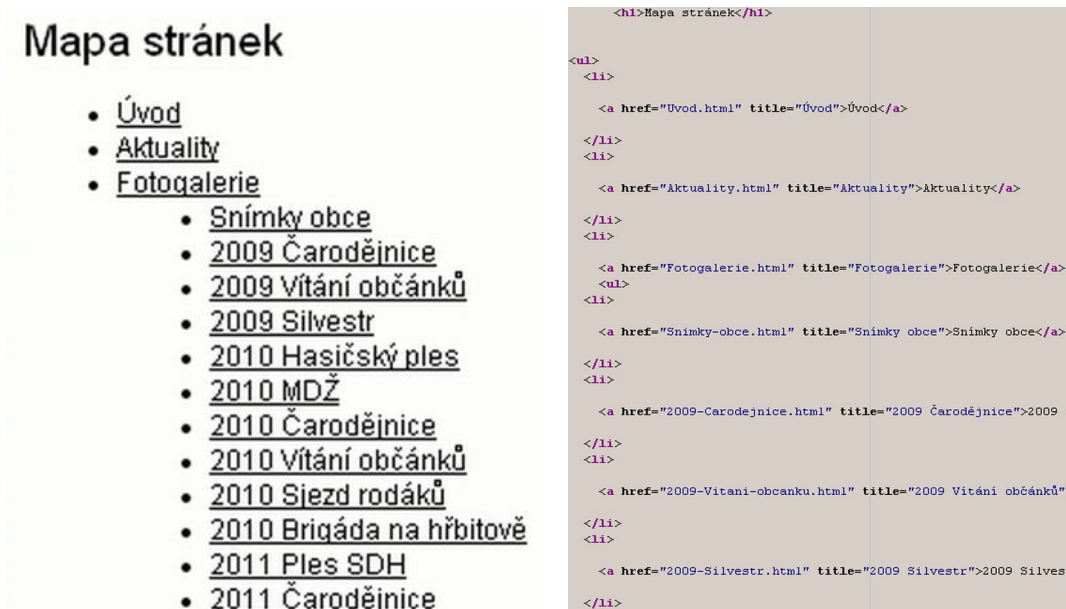 Mapa stránek
Úvod
Aktuality
Fotogalerie
Snímky obce
2009 Čarodějnice
2009 Vítání občánků
2009 Silvestr
2010 Hasičský ples
2010 MDŽ
2010 Čarodějnice
2010 Vítání občánků
2010 Sjezd rodáků
2010 Brigáda na hřbitově
2011 Ples SDH
2011 Čarodějnice
<h1>Mapa stránek</h1>
<ul>
<li>
<a href="Uvod.html" title="Úvod">Úvod</a>
</li>
<li>
<a href="Aktuality.html" title="Aktuality">Aktuality</a>
</li>
<li>
<a href="Fotogalerie.html" title="Fotogalerie">Fotogalerie</a>
<ul>
<li>
<a href="Snimky-obce.html" title="Snímky obce">Snímky obce</a>
</li>
<li>
<a href="2009-Carodejnice.html" title="2009 Čarodějnice">2009
</li>
<li>
<a href="2009-Vitani-obcanku.html" title="2009 Vítání občánků"
</li>
<li>
<a href="2009-Silvestr.html" title="2009 Silvestr">2009 Silves
</li>